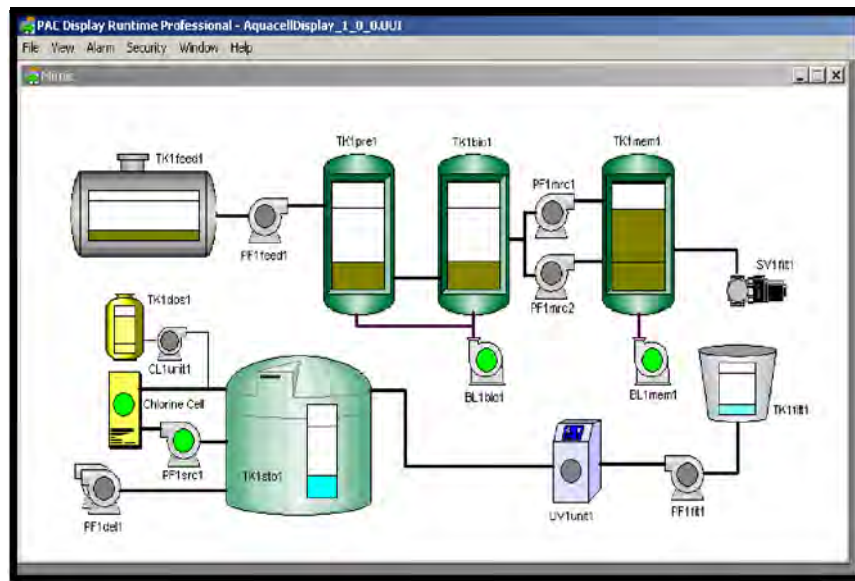 PAC Display Runtime Professional - AquacellDisplay_1_0_0.UUI
File View Alarm Security Window Help
Mimic
TK1feed1
TK1pre1
TK1bio1
TK1mem1
PF1mrc1
PF1feed1
SV1filt1
PF1mrc2
TK1dos1
CL1unit1
BL1bio1
BL1mem1
Chlorine Cell
TK1filt1
PF1src1
TK1sto1
PF1del1
UV1unit1
PF1filt1